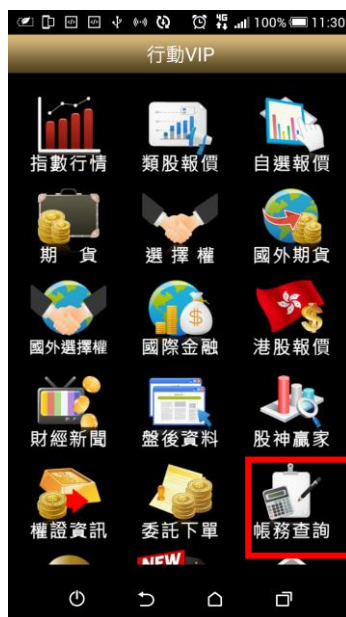 4G 100% 11:30
行動VIP
指數行情 類股報價 自選報價
期 貨 選 擇 權 國外期貨
國外選擇權 國際金融 港股報價
財經新聞 盤後資料 股神贏家
權證資訊 委託下單 帳務查詢
NEW